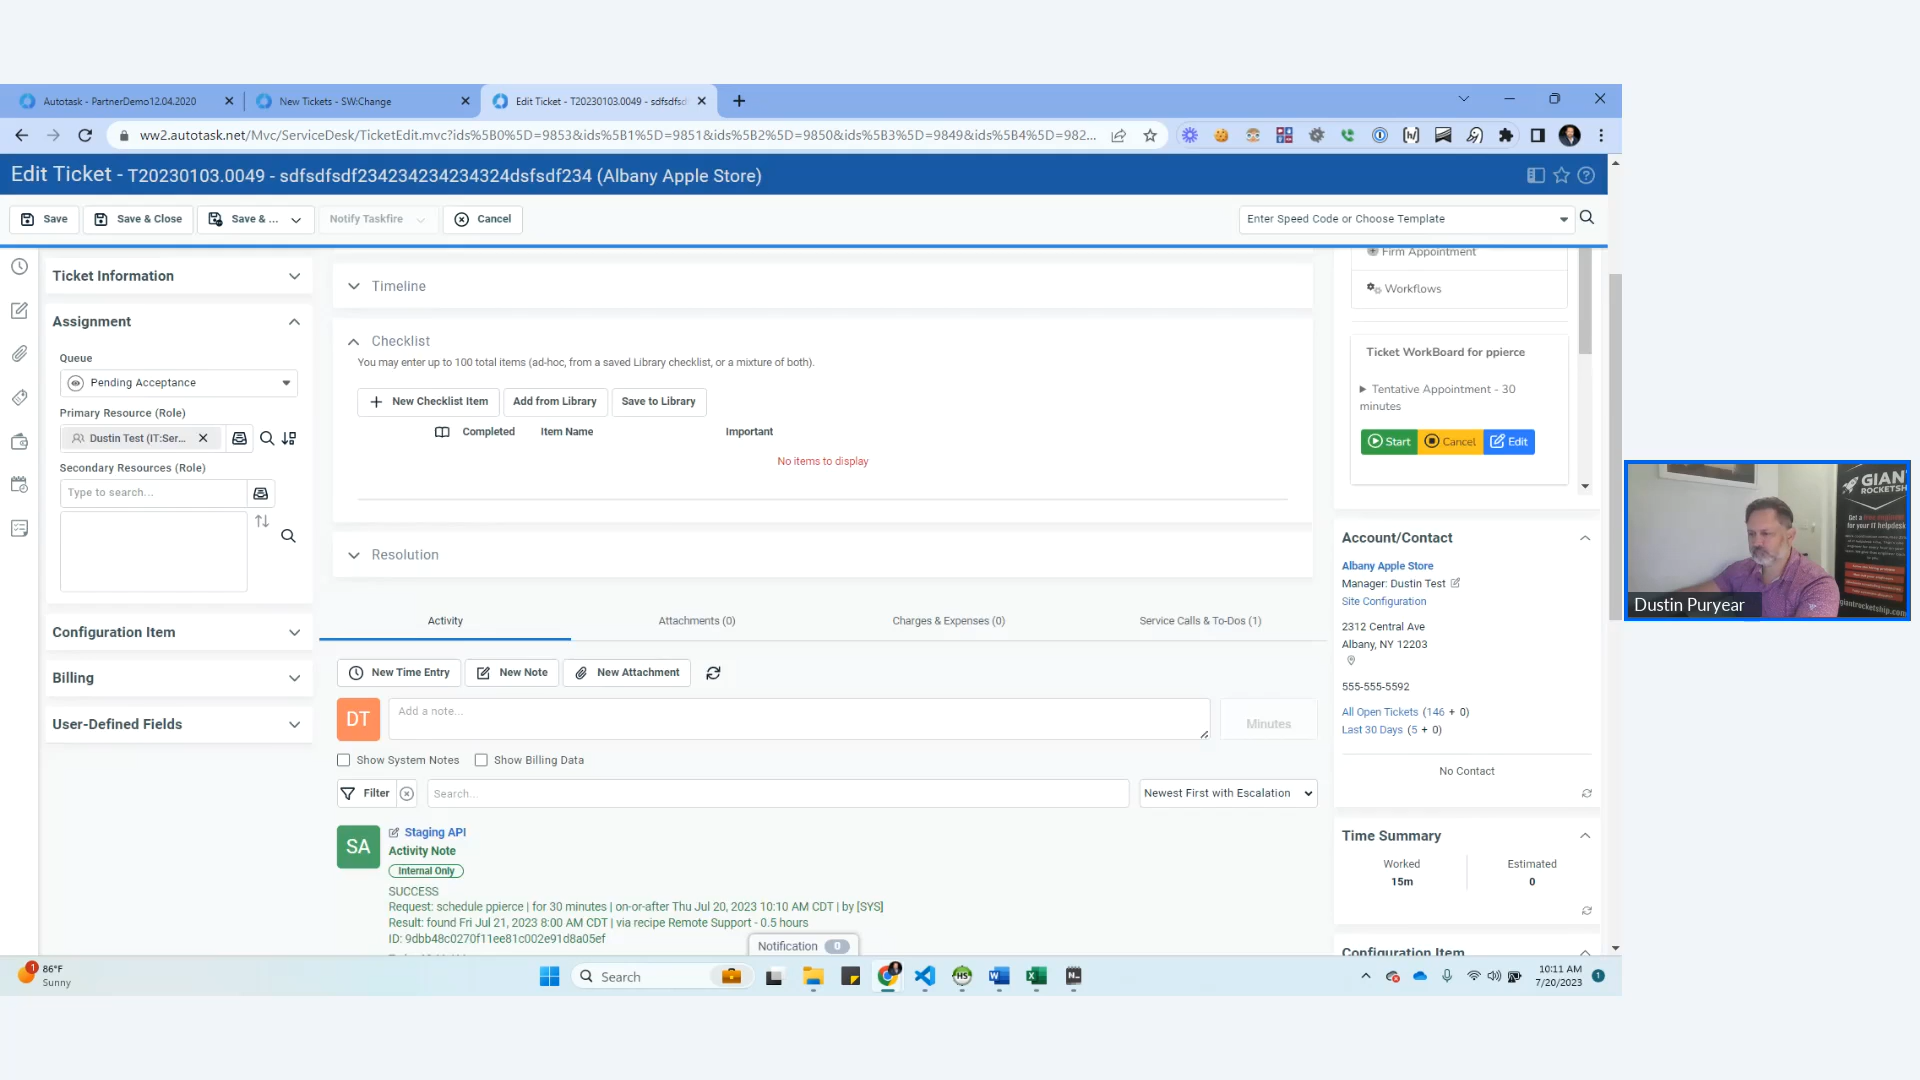 Autotask - PartnerDemo12.04.2020
New Tickets - SW:Change
Edit Ticket - T20230103.0049 - sdfsdfsd
ww2.autotask.net/Mvc/ServiceDesk/TicketEdit.mvc?ids%5B0%5D=9853&ids%5B1%5D=9851&ids%5B2%5D=9850&ids%5B3%5D=9849&ids%5B4%5D=982...
Edit Ticket - T20230103.0049 - sdfsdfsdf234234234234324dsfsdf234 (Albany Apple Store)
Save
Save & Close
Save & ...
Notify Taskfire
Cancel
Enter Speed Code or Choose Template
Ticket Information
Assignment
Queue
Pending Acceptance
Primary Resource (Role)
Dustin Test (IT:Ser...
Secondary Resources (Role)
Type to search...
Configuration Item
Billing
User-Defined Fields
Timeline
Checklist
You may enter up to 100 total items (ad-hoc, from a saved Library checklist, or a mixture of both).
New Checklist Item
Add from Library
Save to Library
Completed
Item Name
Important
No items to display
Resolution
Activity
Attachments (0)
Charges & Expenses (0)
Service Calls & To-Dos (1)
New Time Entry
New Note
New Attachment
DT
Add a note...
Minutes
Show System Notes
Show Billing Data
Filter
Search...
Newest First with Escalation
SA
Staging API
Activity Note
Internal Only
SUCCESS
Request: schedule ppierce | for 30 minutes | on-or-after Thu Jul 20, 2023 10:10 AM CDT | by [SYS]
Result: found Fri Jul 21, 2023 8:00 AM CDT | via recipe Remote Support - 0.5 hours
ID: 9dbb48c0270f11ee81c002e91d8a05ef
Notification 0
Firm Appointment
Workflows
Ticket WorkBoard for ppierce
Tentative Appointment - 30
minutes
Start
Cancel
Edit
Account/Contact
Albany Apple Store
Manager: Dustin Test
Site Configuration
2312 Central Ave
Albany, NY 12203
555-555-5592
All Open Tickets (146 + 0)
Last 30 Days (5 + 0)
No Contact
Time Summary
Worked
Estimated
15m
0
Configuration Item
GIAN
ROCKETSH
for your IT helpdesk
giantrocketship.com
Dustin Puryear
1
86°F
Sunny
Search
10:11 AM
7/20/2023
1